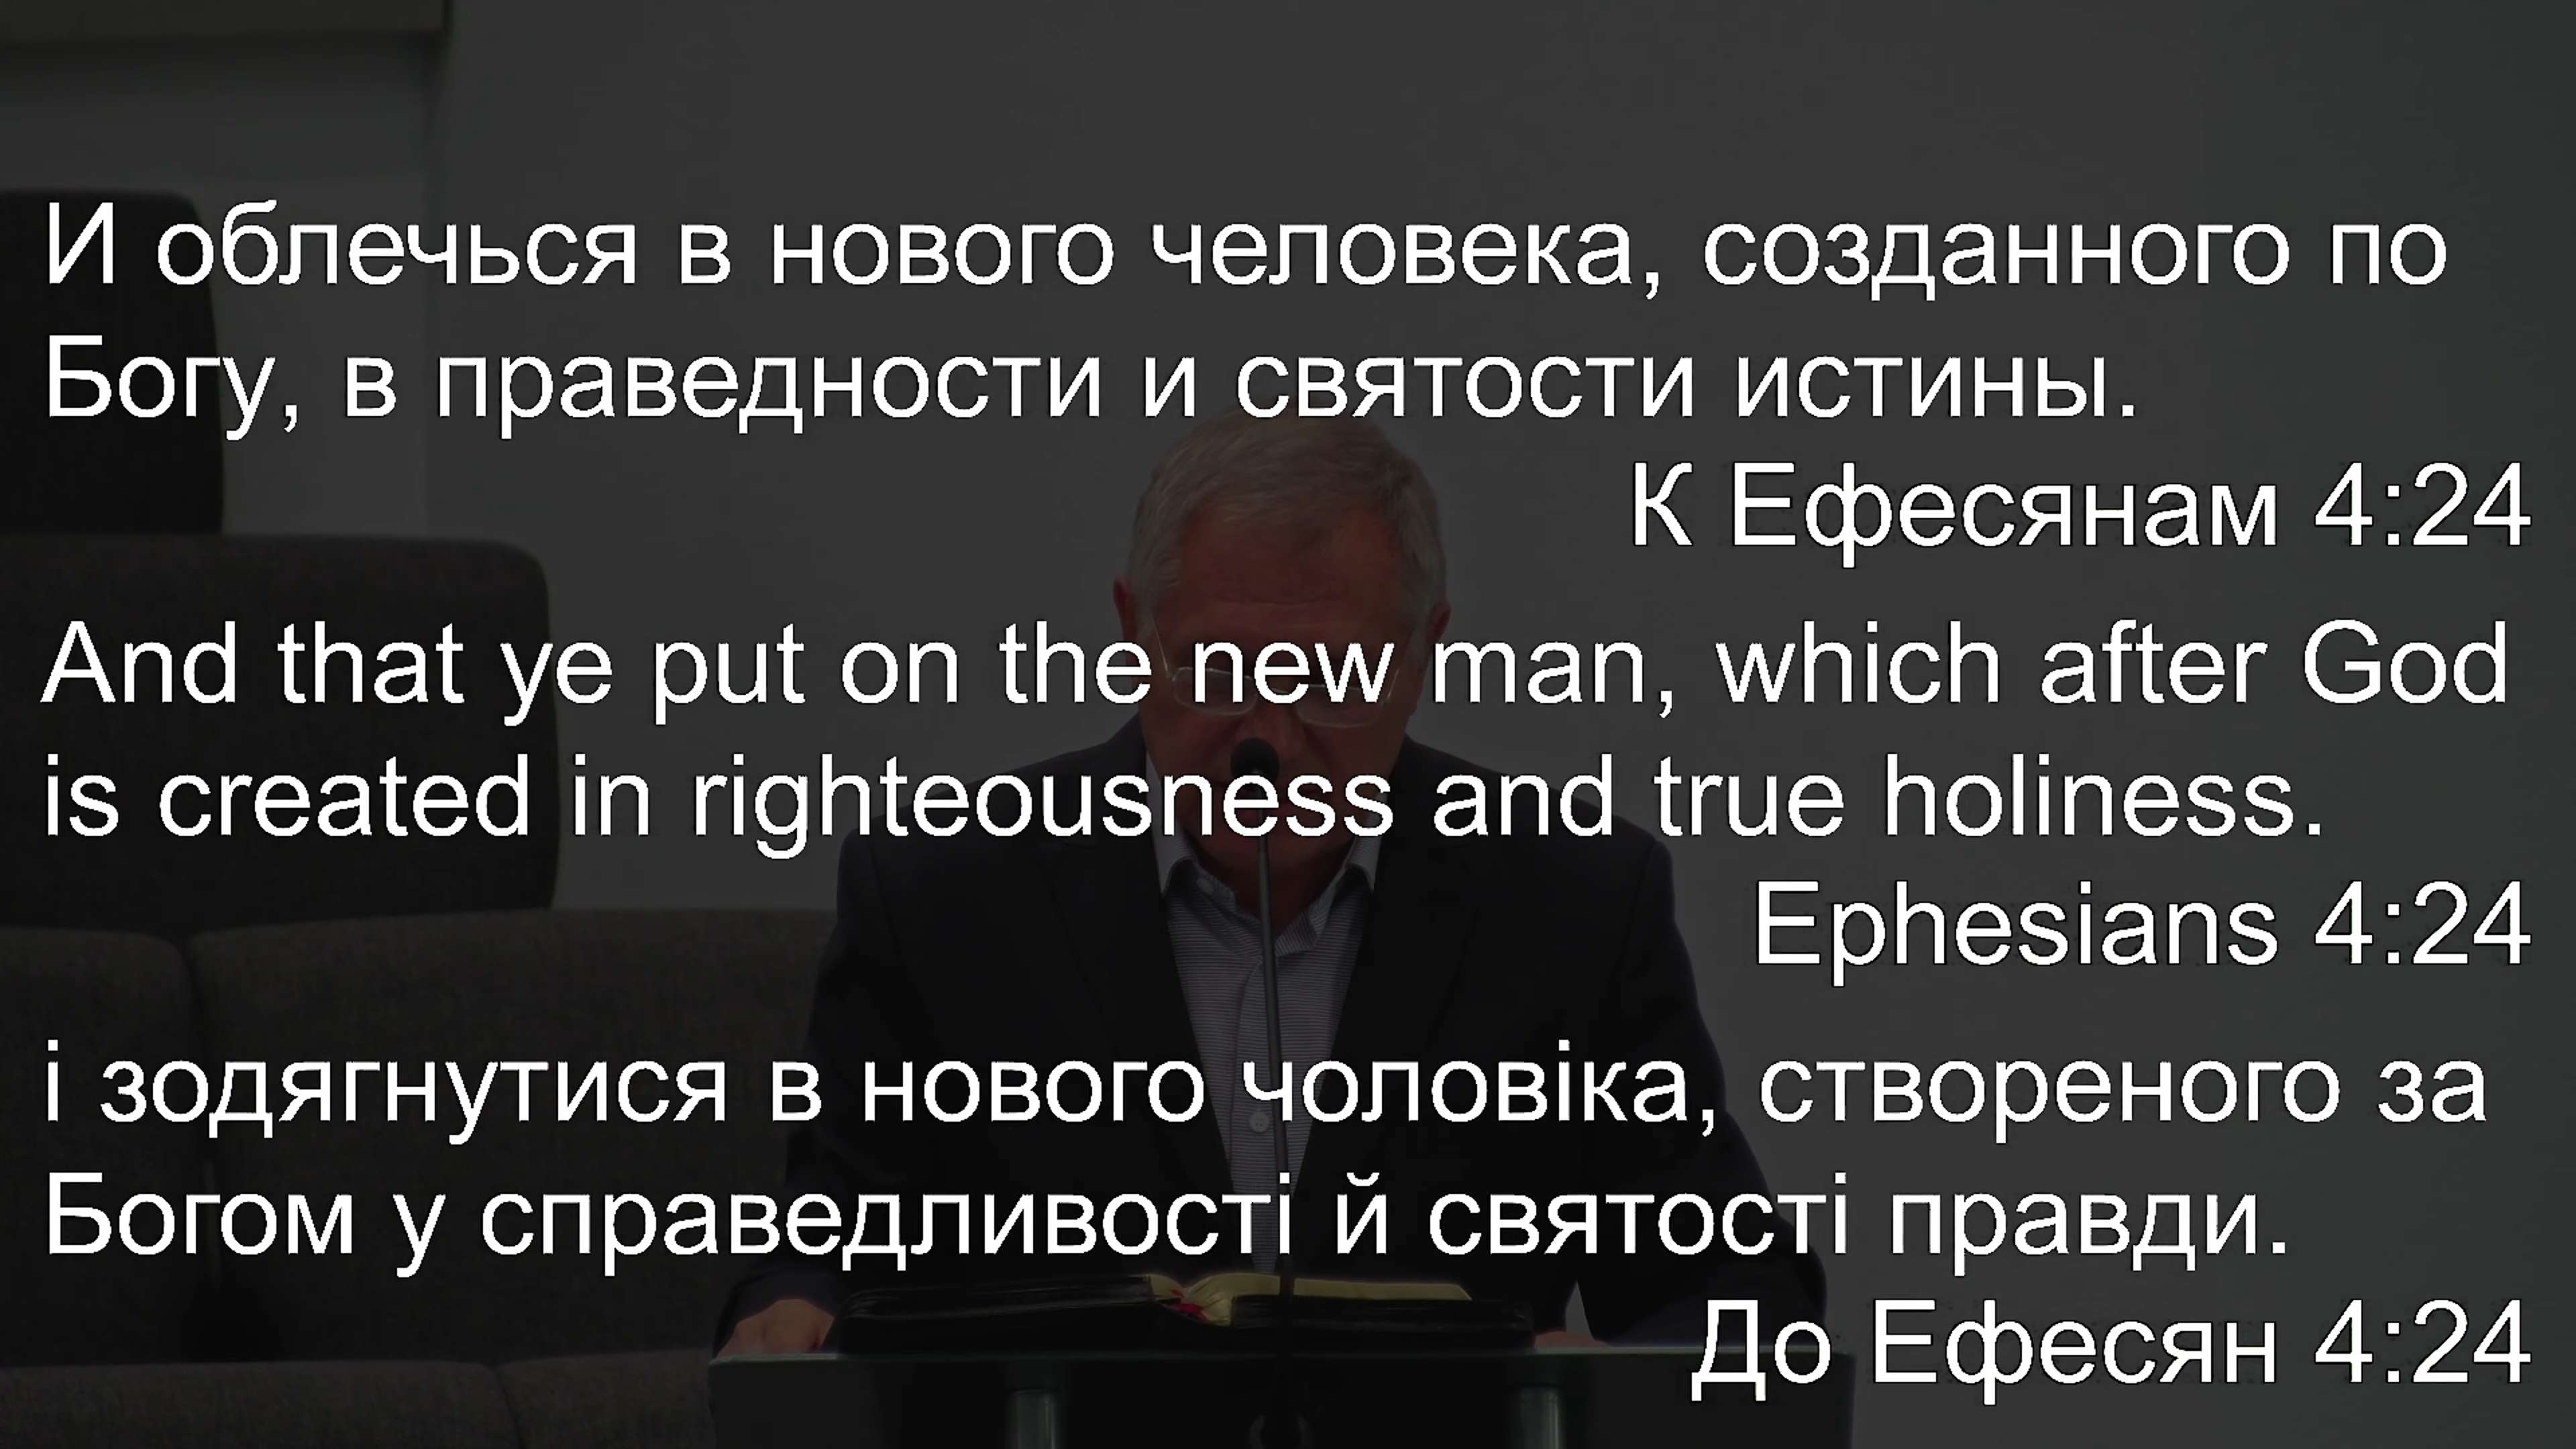 И облечься в нового человека, созданного по
Богу, в праведности и святости истины.
К Ефесянам 4:24
And that ye put on the new man, which after God
is created in righteousness and true holiness.
Ephesians 4:24
і зодягнутися в нового чоловіка, створеного за
Богом у справедливості й святості правди.
До Ефесян 4:24